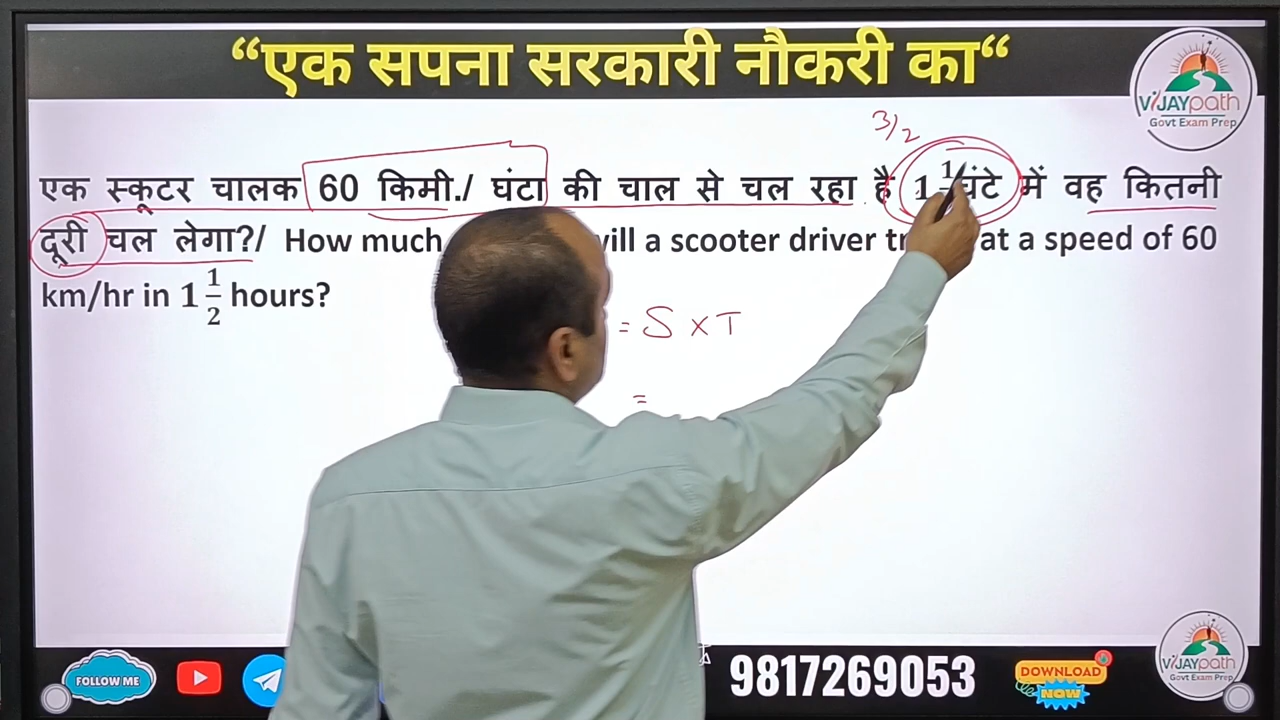 “एक सपना सरकारी नौकरी का“
ViJAYpath
Govt Exam Prep
3/2
एक स्कूटर चालक 60 किमी./ घंटा की चाल से चल रहा है 1 1/ घंटे में वह कितनी
दूरी चल लेगा?/ How much will a scooter driver at a speed of 60
km/hr in 1 1/2 hours?
= S × T
=
FOLLOW ME
9817269053
DOWNLOAD
NOW
ViJAYpath
Govt Exam Prep